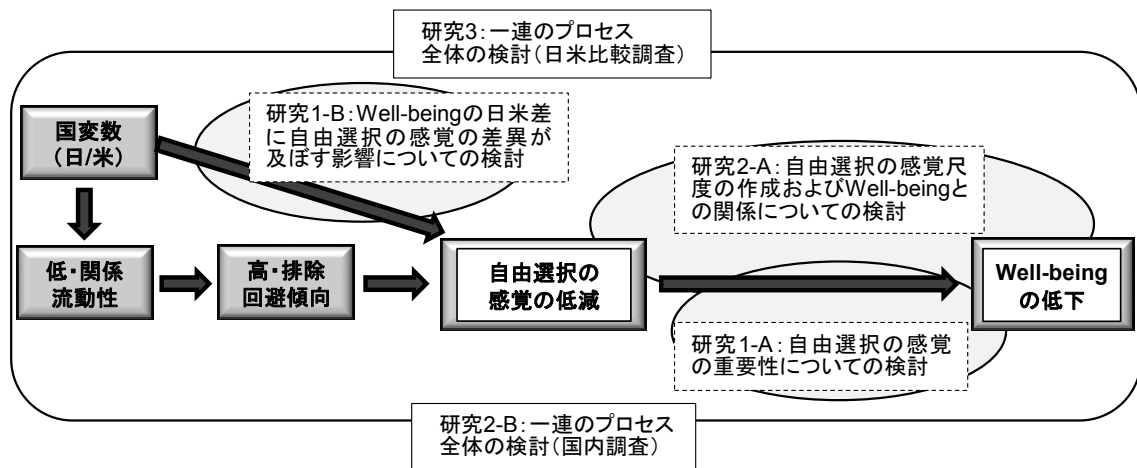 研究3：一連のプロセス
全体の検討（日米比較調査）
国変数
（日/米）
研究1-B：Well-beingの日米差
に自由選択の感覚の差異が
及ぼす影響についての検討
研究2-A：自由選択の感覚尺
度の作成およびWell-beingと
の関係についての検討
低・関係
流動性
高・排除
回避傾向
自由選択の
感覚の低減
Well-being
の低下
研究1-A：自由選択の感覚
の重要性についての検討
研究2-B：一連のプロセス
全体の検討（国内調査）